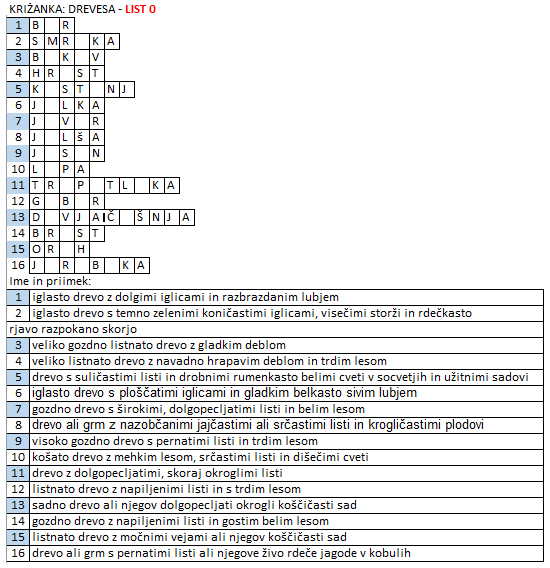 KRIŽANKA: DREVESA - LIST 0
1 B R
2 S M R K A
3 B K V
4 H R S T
5 K S T N J
6 J L K A
7 J V R
8 J L š A
9 J S N
10 L P A
11 T R P T L K A
12 G B R
13 D V J A I Č Š N J A
14 B R S T
15 O R H
16 J R B K A
Ime in priimek:
1 iglasto drevo z dolgimi iglicami in razbrazdanim lubjem
2 iglasto drevo s temno zelenimi koničastimi iglicami, visečimi storži in rdečkasto
rjavo razpokano skorjo
3 veliko gozdno listnato drevo z gladkim deblom
4 veliko listnato drevo z navadno hrapavim deblom in trdim lesom
5 drevo s suličastimi listi in drobnimi rumenkasto belimi cveti v socvetjih in užitnimi sadovi
6 iglasto drevo s ploščatimi iglicami in gladkim belkasto sivim lubjem
7 gozdno drevo s širokimi, dolgopecljatimi listi in belim lesom
8 drevo ali grm z nazobčanimi jajčastimi ali srčastimi listi in krogličastimi plodovi
9 visoko gozdno drevo s pernatimi listi in trdim lesom
10 košato drevo z mehkim lesom, srčastimi listi in dišečimi cveti
11 drevo z dolgopecljatimi, skoraj okroglimi listi
12 listnato drevo z napiljenimi listi in s trdim lesom
13 sadno drevo ali njegov dolgopecljati okrogli koščičasti sad
14 gozdno drevo z napiljenimi listi in gostim belim lesom
15 listnato drevo z močnimi vejami ali njegov koščičasti sad
16 drevo ali grm s pernatimi listi ali njegove živo rdeče jagode v kobulih